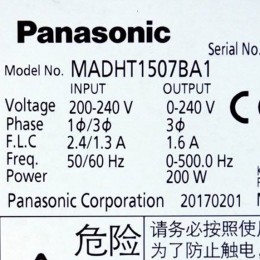 Panasonic
Serial No.
Model No. MADHT1507BA1
INPUT OUTPUT
Voltage 200-240 V 0-240 V
Phase 1ϕ/3ϕ 3ϕ
F.L.C 2.4/1.3 A 1.6 A
Freq. 50/60 Hz 0-500.0 Hz
Power 200 W
Panasonic Corporation 20170201
危险 请务必按照使
为了防止触电